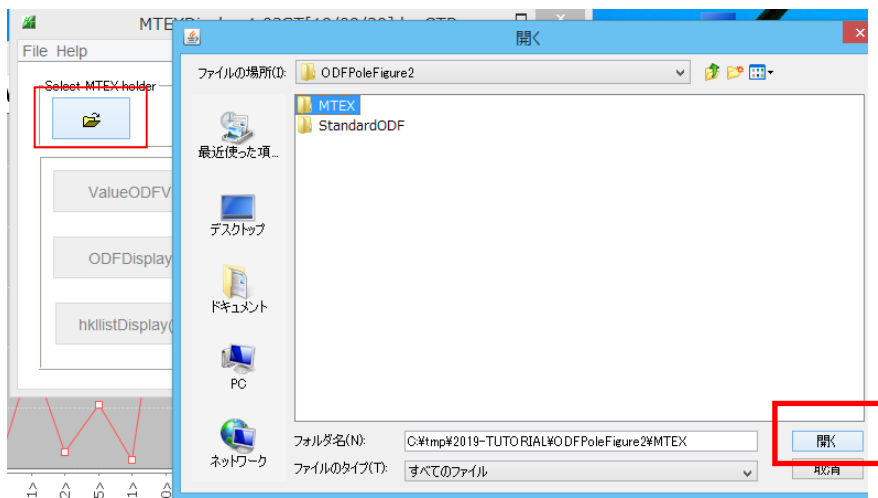 開く
File Help
Select MTEX holder
ファイルの場所(I):
ODFPoleFigure2
MTEX
StandardODF
最近使った項...
ValueODFV
デスクトップ
ODFDisplay
ドキュメント
hkllistDisplay(
PC
フォルダ名(N):
C:¥tmp¥2019-TUTORIAL¥ODFPoleFigure2¥MTEX
開く
ネットワーク
ファイルのタイプ(T):
すべてのファイル
取消